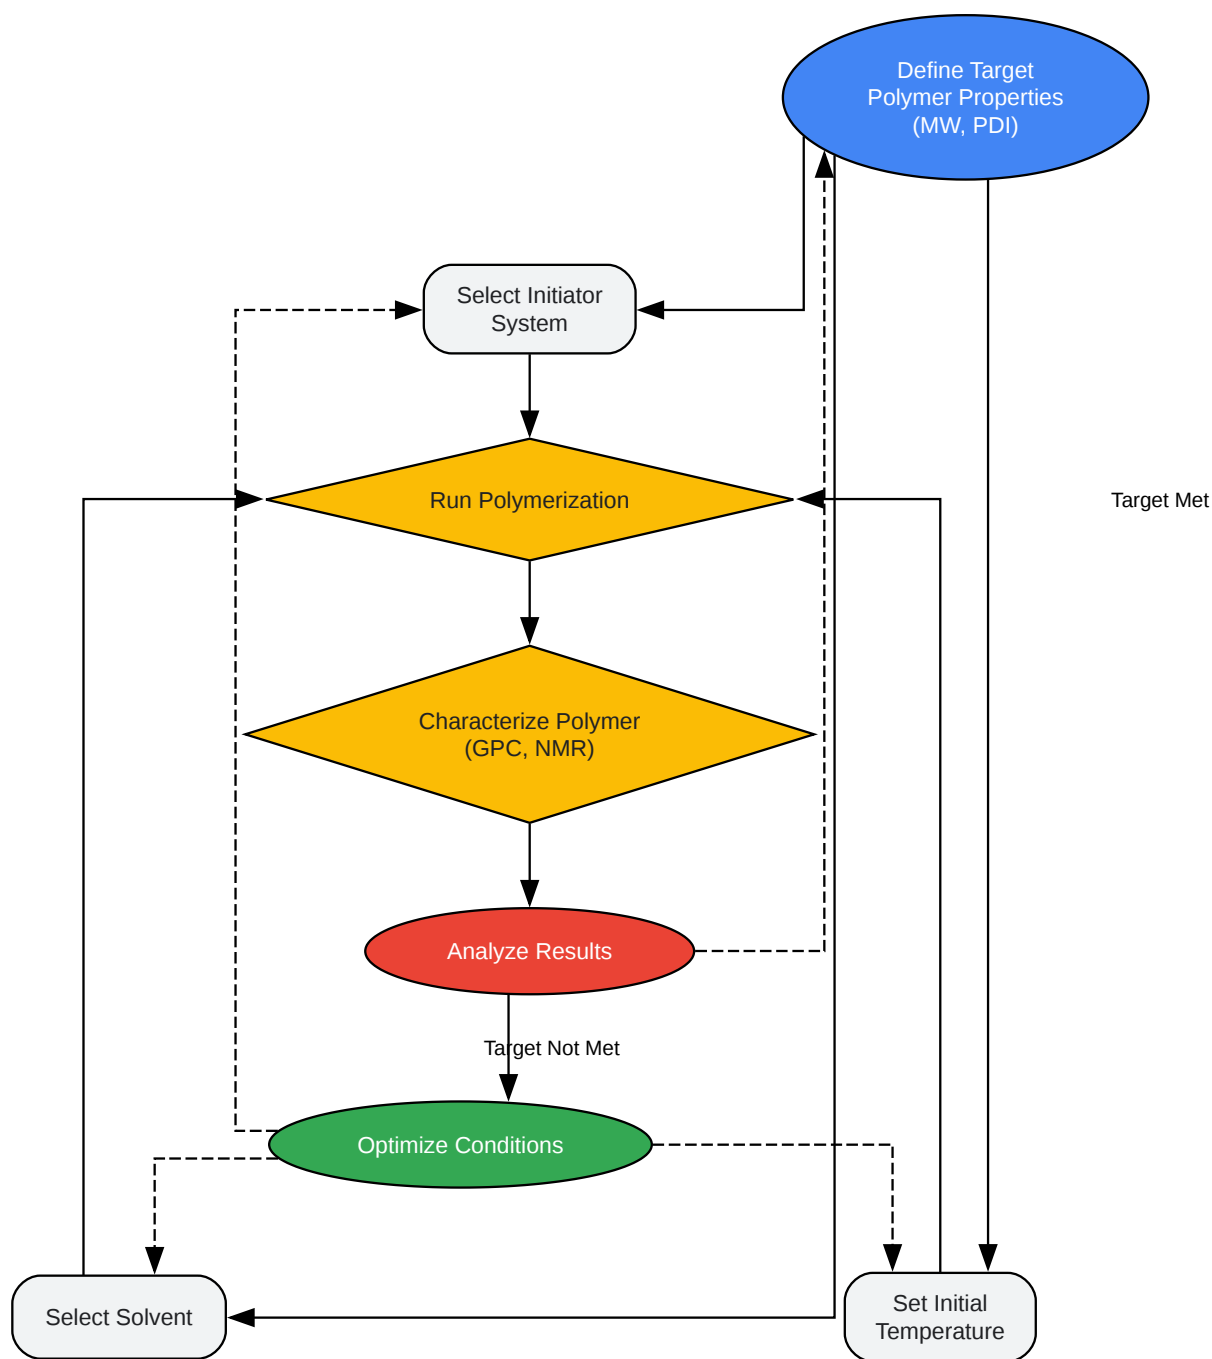 Define Target
Polymer Properties
(MW, PDI)
Select Initiator
System
Run Polymerization
Target Met
Characterize Polymer
(GPC, NMR)
Analyze Results
Target Not Met
Optimize Conditions
Select Solvent
Set Initial
Temperature